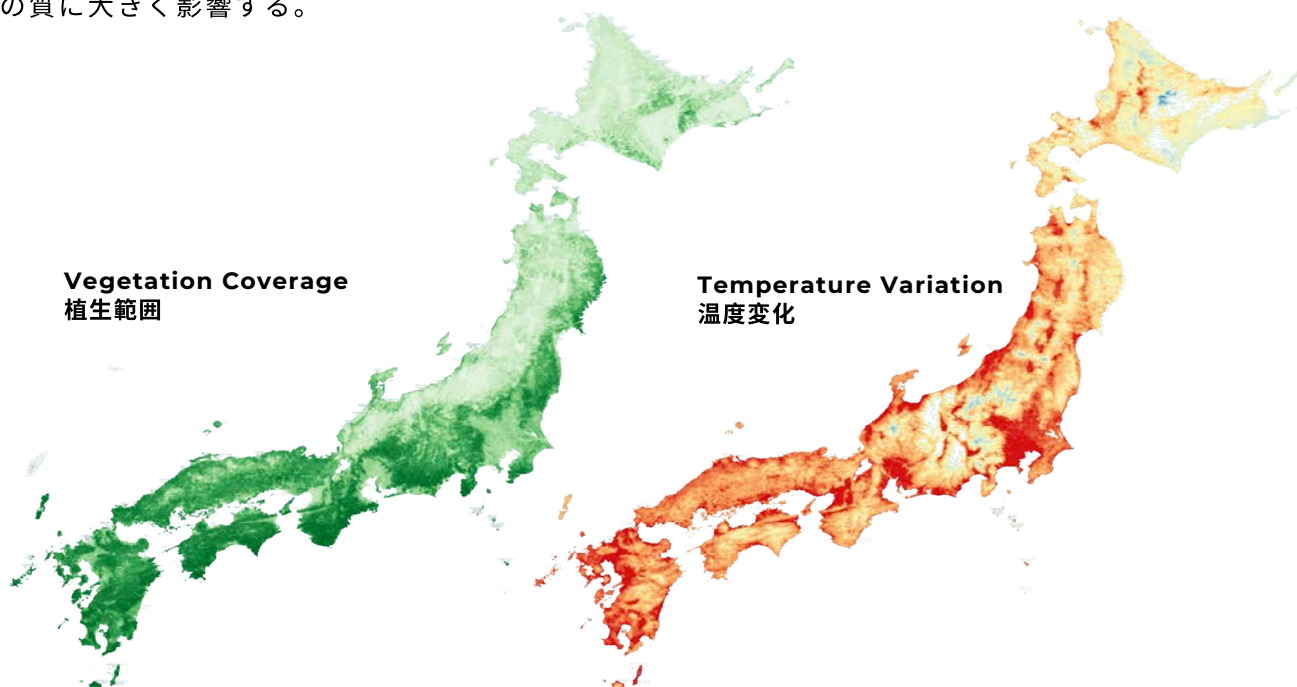 の質に大きく影響する。
Vegetation Coverage
植生範囲
Temperature Variation
温度変化